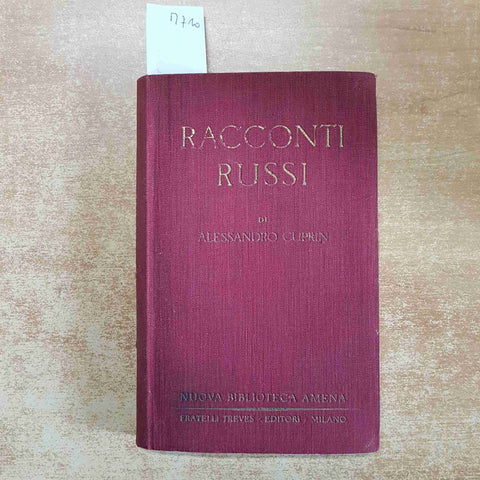 RACCONTI
RUSSI
DI
ALESSANDRO CUPRIN
NUOVA BIBLIOTECA AMENA
FRATELLI TREVES - EDITORI - MILANO